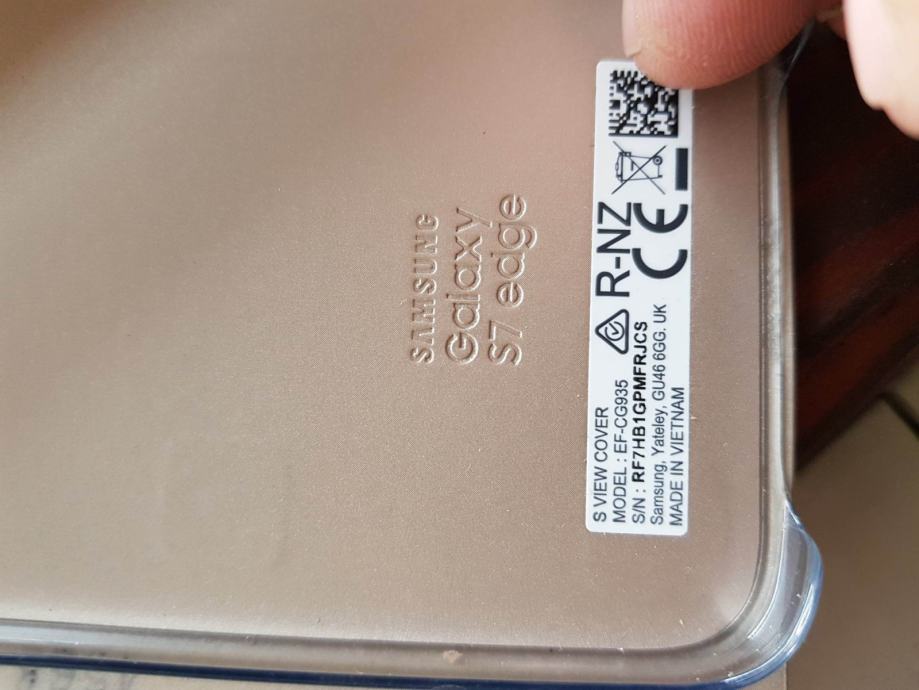 SAMSUNG
Galaxy
S7 edge
S VIEW COVER
MODEL : EF-CG935
S/N : RF7HB1GPMFRJCS
Samsung, Yateley, GU46 6GG. UK
MADE IN VIETNAM
R-NZ
CE